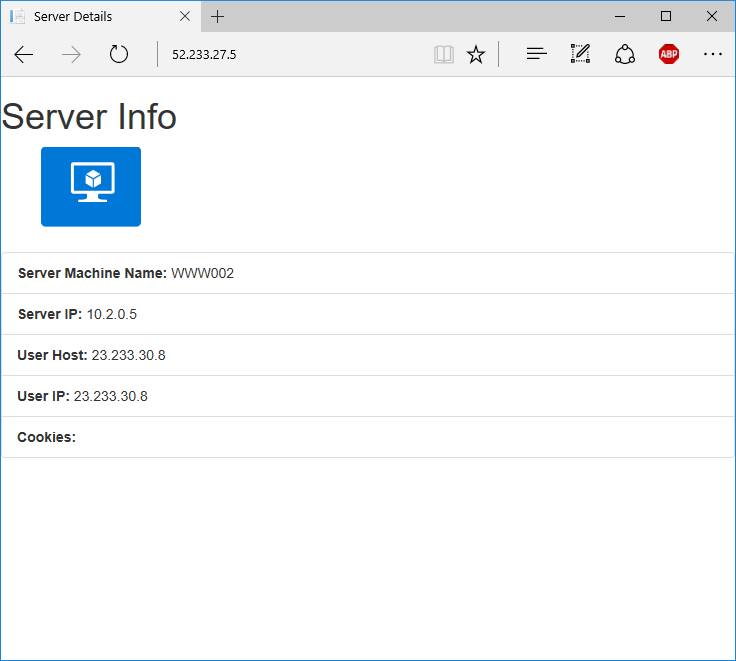 Server Details
52.233.27.5
ABP
Server Info
Server Machine Name: WWW002
Server IP: 10.2.0.5
User Host: 23.233.30.8
User IP: 23.233.30.8
Cookies: